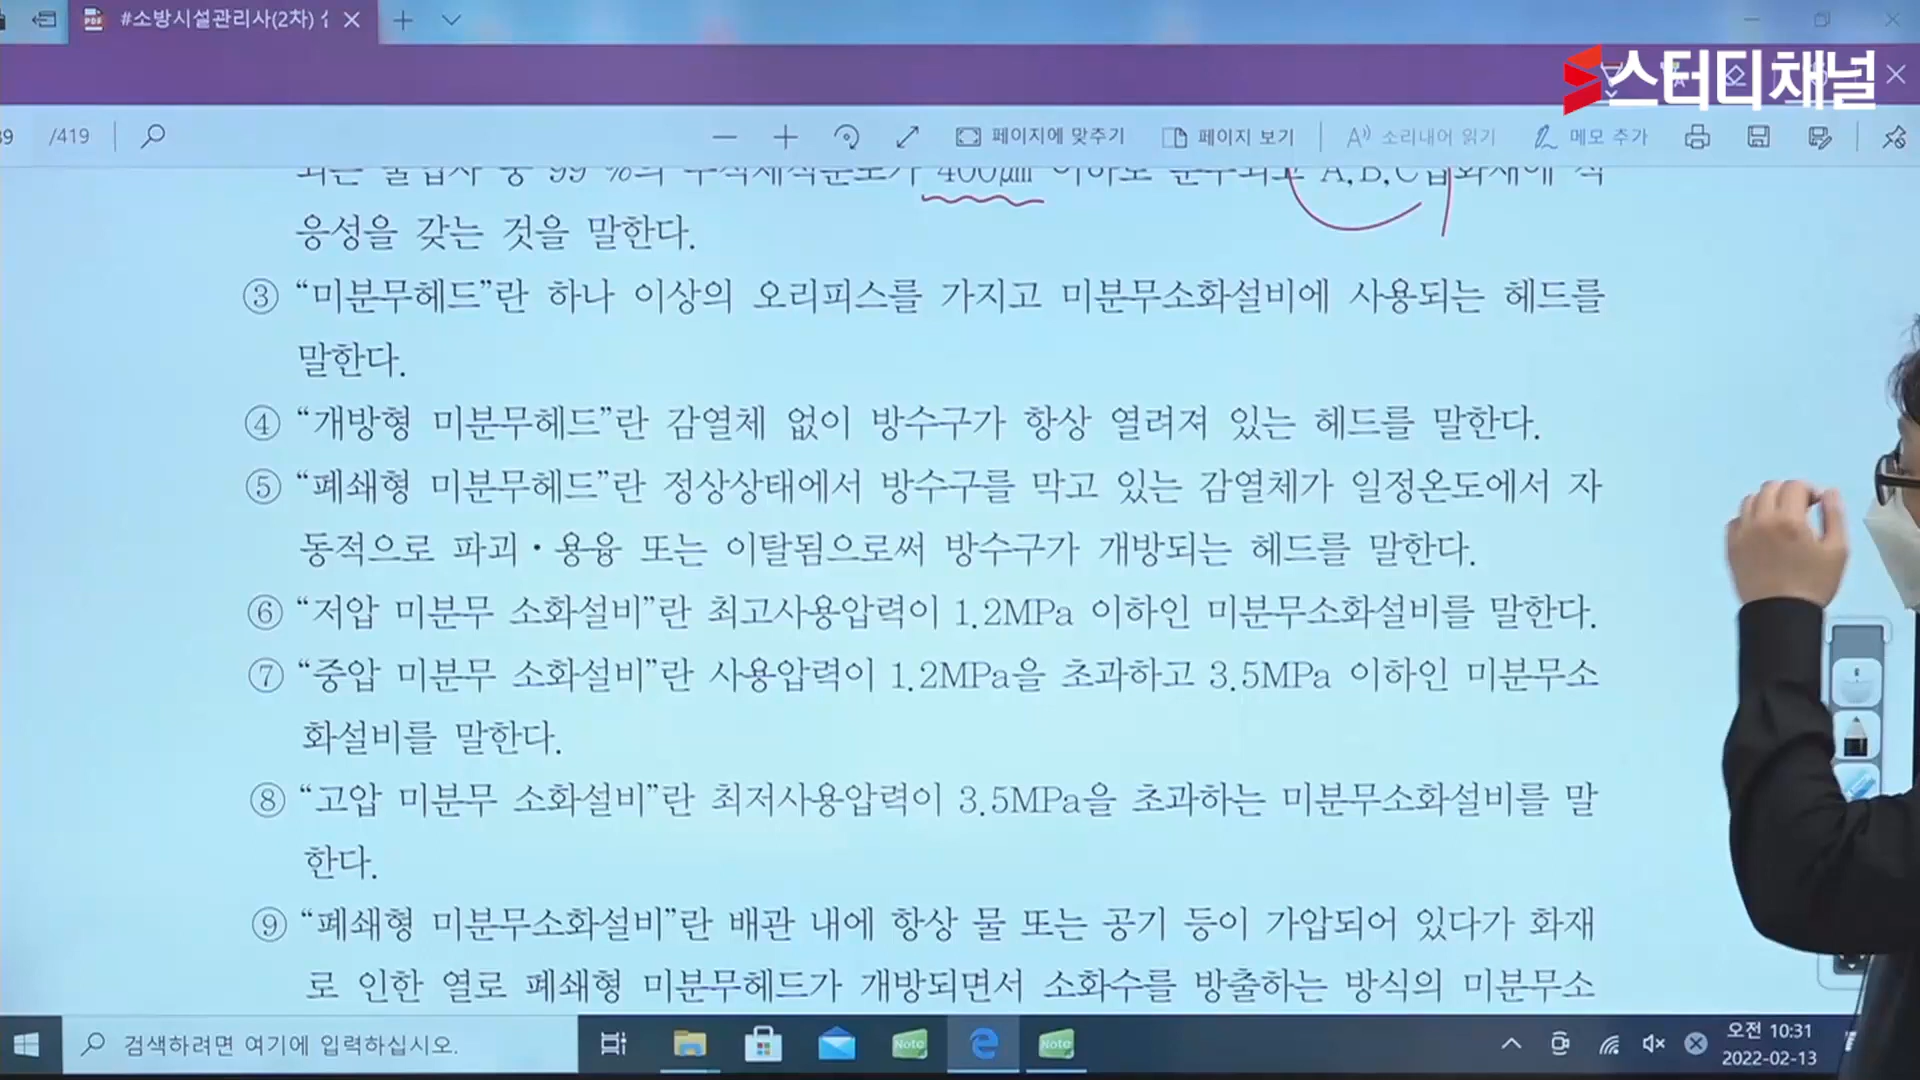 #소방시설관리사(2차)
스터디채널
/419
페이지에 맞추기
페이지 보기
소리내어 읽기
메모 추가
99 %의 400㎛ 이하로 분무되고 A,B,C급화재에 적
응성을 갖는 것을 말한다.
③ “미분무헤드”란 하나 이상의 오리피스를 가지고 미분무소화설비에 사용되는 헤드를
말한다.
④ “개방형 미분무헤드”란 감열체 없이 방수구가 항상 열려져 있는 헤드를 말한다.
⑤ “폐쇄형 미분무헤드”란 정상상태에서 방수구를 막고 있는 감열체가 일정온도에서 자
동적으로 파괴·용융 또는 이탈됨으로써 방수구가 개방되는 헤드를 말한다.
⑥ “저압 미분무 소화설비”란 최고사용압력이 1.2MPa 이하인 미분무소화설비를 말한다.
⑦ “중압 미분무 소화설비”란 사용압력이 1.2MPa을 초과하고 3.5MPa 이하인 미분무소
화설비를 말한다.
⑧ “고압 미분무 소화설비”란 최저사용압력이 3.5MPa을 초과하는 미분무소화설비를 말
한다.
⑨ “폐쇄형 미분무소화설비”란 배관 내에 항상 물 또는 공기 등이 가압되어 있다가 화재
로 인한 열로 폐쇄형 미분무헤드가 개방되면서 소화수를 방출하는 방식의 미분무소
검색하려면 여기에 입력하십시오.
Note
Note
오전 10:31
2022-02-13